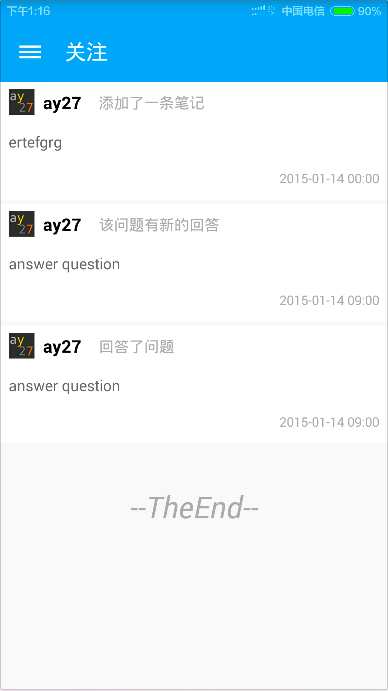 下午1:16 中国电信 90%
关注
ay27 ay27 添加了一条笔记
ertefgrg
2015-01-14 00:00
ay27 ay27 该问题有新的回答
answer question
2015-01-14 09:00
ay27 ay27 回答了问题
answer question
2015-01-14 09:00
--TheEnd--